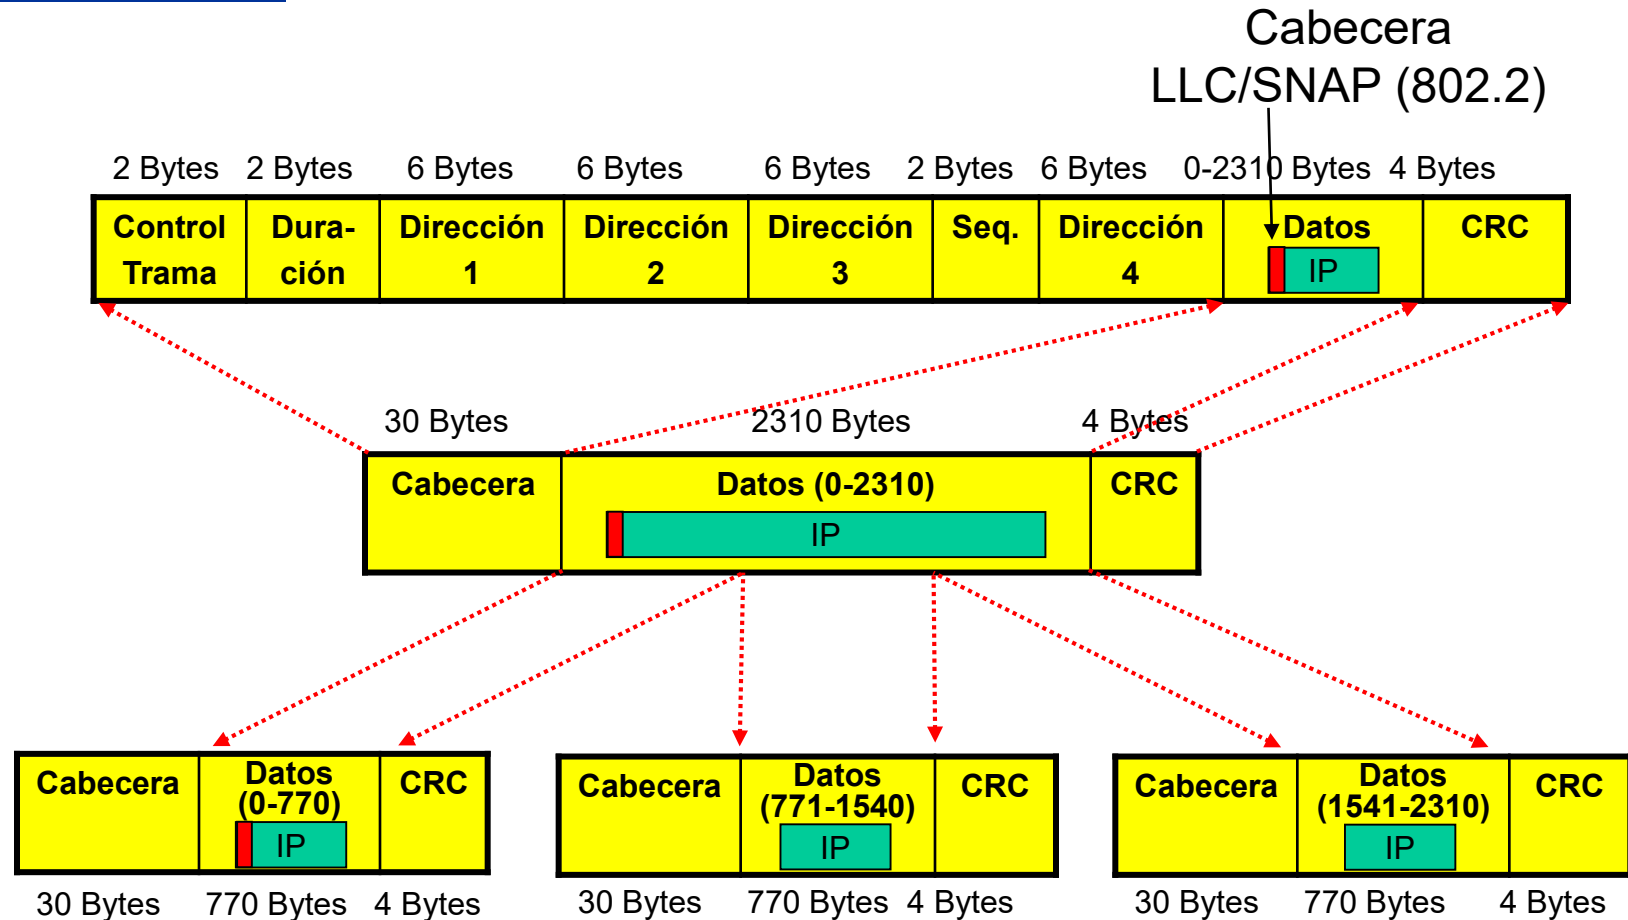 Cabecera
LLC/SNAP (802.2)
2 Bytes 2 Bytes 6 Bytes 6 Bytes 6 Bytes 2 Bytes 6 Bytes 0-2310 Bytes 4 Bytes
Control Trama
Dura-
ción
Dirección
1
Dirección
2
Dirección
3
Seq.
Dirección
4
Datos
IP
CRC
30 Bytes 2310 Bytes 4 Bytes
Cabecera Datos (0-2310) CRC
IP
Cabecera
Datos
(0-770)
IP
CRC
30 Bytes 770 Bytes 4 Bytes
Cabecera
Datos
(771-1540)
IP
CRC
30 Bytes 770 Bytes 4 Bytes
Cabecera
Datos
(1541-2310)
IP
CRC
30 Bytes 770 Bytes 4 Bytes